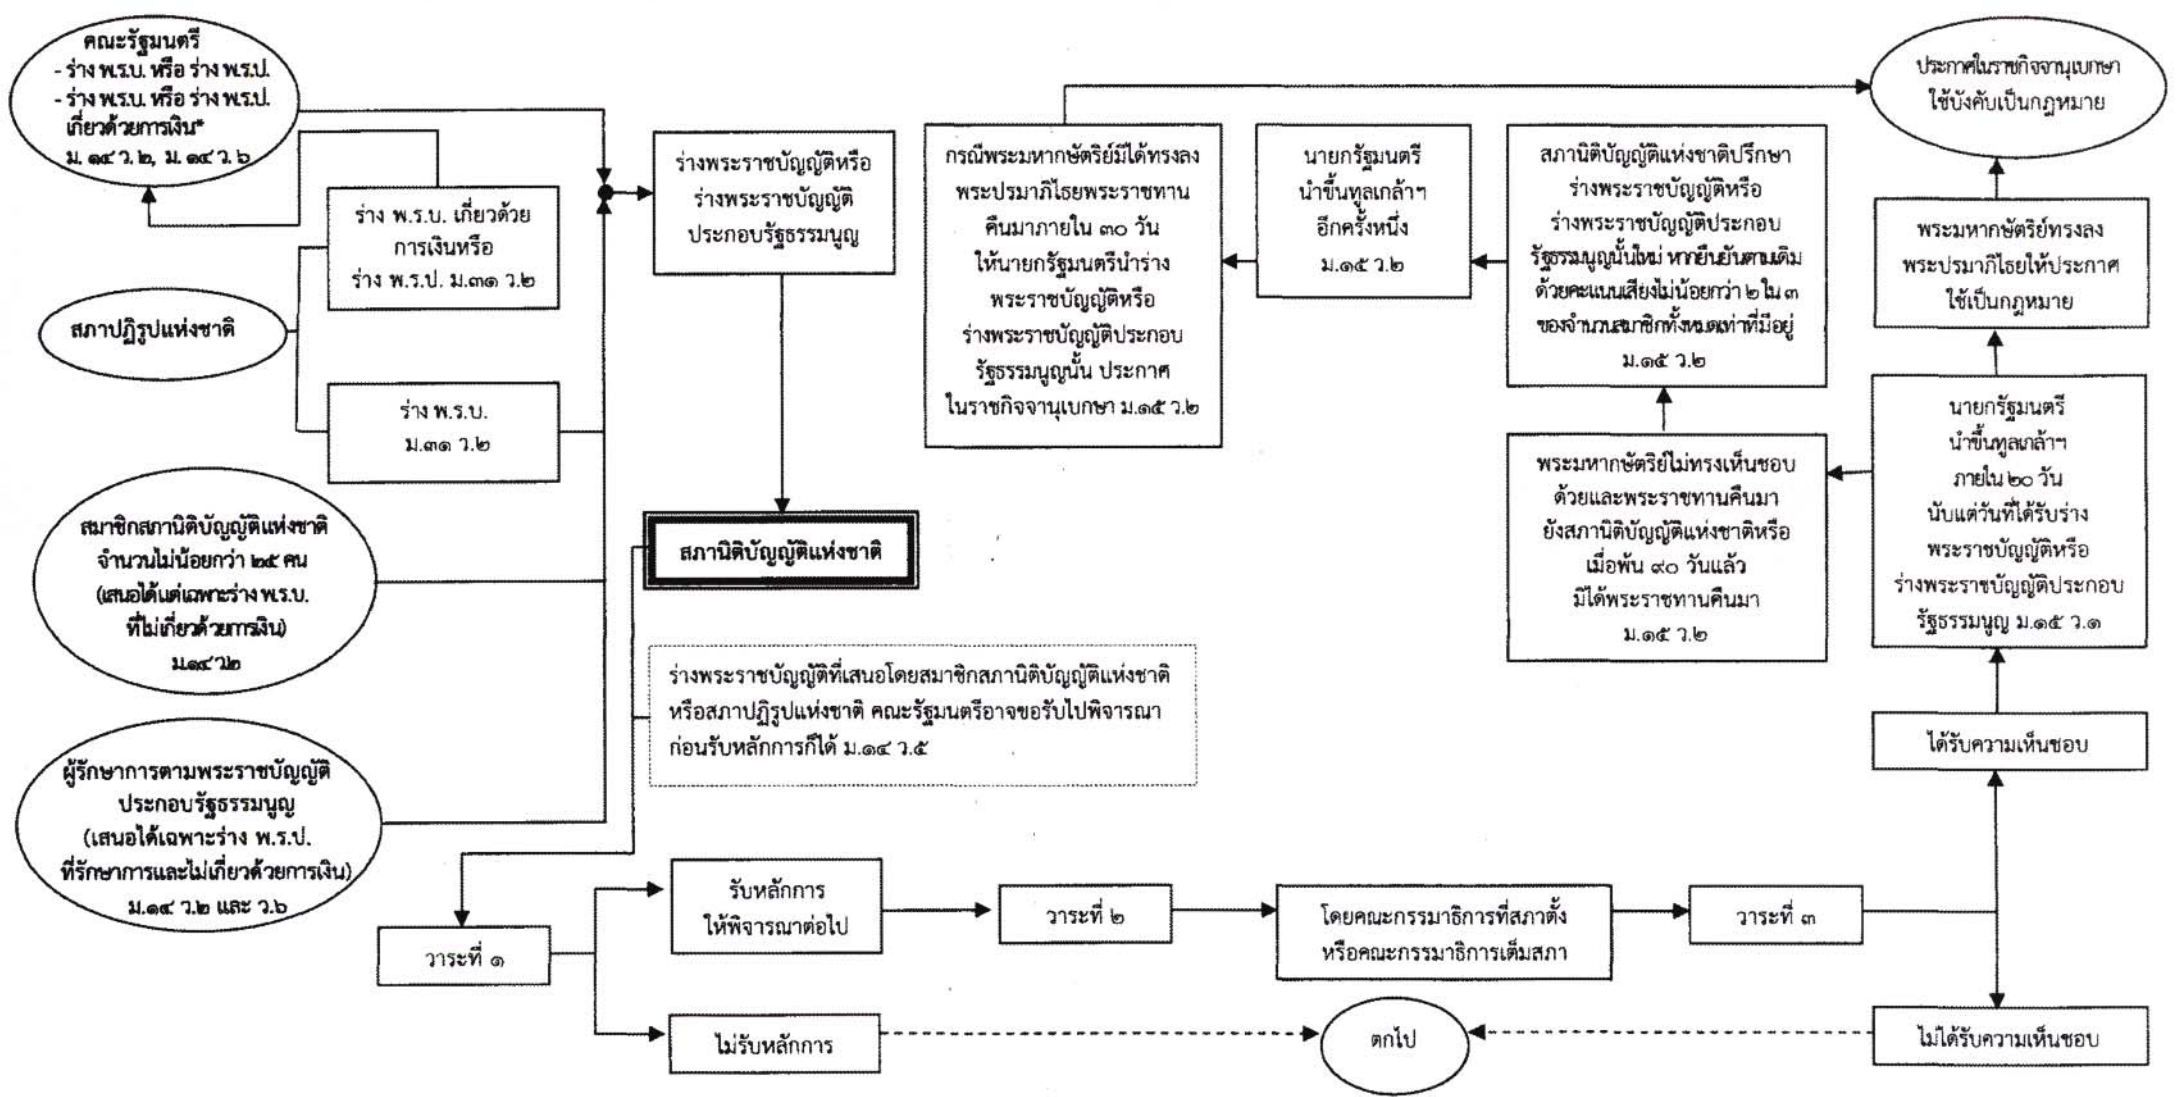 คณะรัฐมนตรี
- ร่าง พ.ร.บ. หรือ ร่าง พ.ร.ป.
- ร่าง พ.ร.บ. หรือ ร่าง พ.ร.ป.
เกี่ยวด้วยการเงิน*
ม. ๑๔ ว. ๒, ม. ๑๔ ว. ๖
ร่าง พ.ร.บ. เกี่ยวด้วย
การเงินหรือ
ร่าง พ.ร.ป. ม.๓๑ ว.๒
สภาปฏิรูปแห่งชาติ
ร่าง พ.ร.บ.
ม.๓๑ ว.๒
สมาชิกสภานิติบัญญัติแห่งชาติ
จำนวนไม่น้อยกว่า ๒๕ คน
(เสนอได้แต่เฉพาะร่าง พ.ร.บ.
ที่ไม่เกี่ยวด้วยการเงิน)
ม.๑๔ ว.๒
ผู้รักษาการตามพระราชบัญญัติ
ประกอบรัฐธรรมนูญ
(เสนอได้เฉพาะร่าง พ.ร.ป.
ที่รักษาการและไม่เกี่ยวด้วยการเงิน)
ม.๑๔ ว.๒ และ ว.๖
ร่างพระราชบัญญัติหรือ
ร่างพระราชบัญญัติ
ประกอบรัฐธรรมนูญ
สภานิติบัญญัติแห่งชาติ
ร่างพระราชบัญญัติที่เสนอโดยสมาชิกสภานิติบัญญัติแห่งชาติ
หรือสภาปฏิรูปแห่งชาติ คณะรัฐมนตรีอาจขอรับไปพิจารณา
ก่อนรับหลักการก็ได้ ม.๑๔ ว.๕
วาระที่ ๑
รับหลักการ
ให้พิจารณาต่อไป
ไม่รับหลักการ
วาระที่ ๒
โดยคณะกรรมาธิการที่สภาตั้ง
หรือคณะกรรมาธิการเต็มสภา
วาระที่ ๓
ตกไป
ไม่ได้รับความเห็นชอบ
ได้รับความเห็นชอบ
นายกรัฐมนตรี
นำขึ้นทูลเกล้าฯ
ภายใน ๒๐ วัน
นับแต่วันที่ได้รับร่าง
พระราชบัญญัติหรือ
ร่างพระราชบัญญัติประกอบ
รัฐธรรมนูญ ม.๑๕ ว.๑
พระมหากษัตริย์ทรงลง
พระปรมาภิไธยให้ประกาศ
ใช้เป็นกฎหมาย
ประกาศในราชกิจจานุเบกษา
ใช้บังคับเป็นกฎหมาย
พระมหากษัตริย์ไม่ทรงเห็นชอบ
ด้วยและพระราชทานคืนมา
ยังสภานิติบัญญัติแห่งชาติหรือ
เมื่อพ้น ๙๐ วันแล้ว
มิได้พระราชทานคืนมา
ม.๑๕ ว.๒
สภานิติบัญญัติแห่งชาติปรึกษา
ร่างพระราชบัญญัติหรือ
ร่างพระราชบัญญัติประกอบ
รัฐธรรมนูญนั้นใหม่ หากยืนยันตามเดิม
ด้วยคะแนนเสียงไม่น้อยกว่า ๒ ใน ๓
ของจำนวนสมาชิกทั้งหมดเท่าที่มีอยู่
ม.๑๕ ว.๒
นายกรัฐมนตรี
นำขึ้นทูลเกล้าฯ
อีกครั้งหนึ่ง
ม.๑๕ ว.๒
กรณีพระมหากษัตริย์มิได้ทรงลง
พระปรมาภิไธยพระราชทาน
คืนมาภายใน ๓๐ วัน
ให้นายกรัฐมนตรีนำร่าง
พระราชบัญญัติหรือ
ร่างพระราชบัญญัติประกอบ
รัฐธรรมนูญนั้น ประกาศ
ในราชกิจจานุเบกษา ม.๑๕ ว.๒